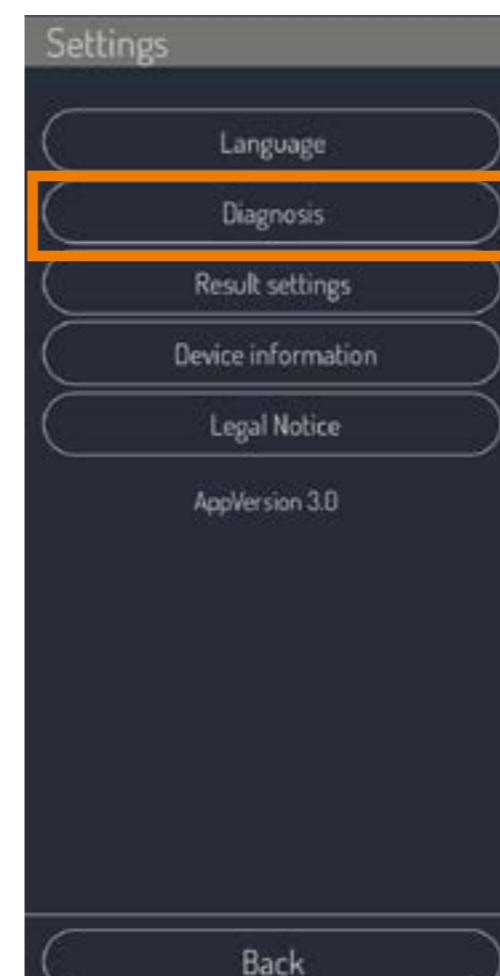 Settings
Language
Diagnosis
Result settings
Device information
Legal Notice
AppVersion 3.0
Back